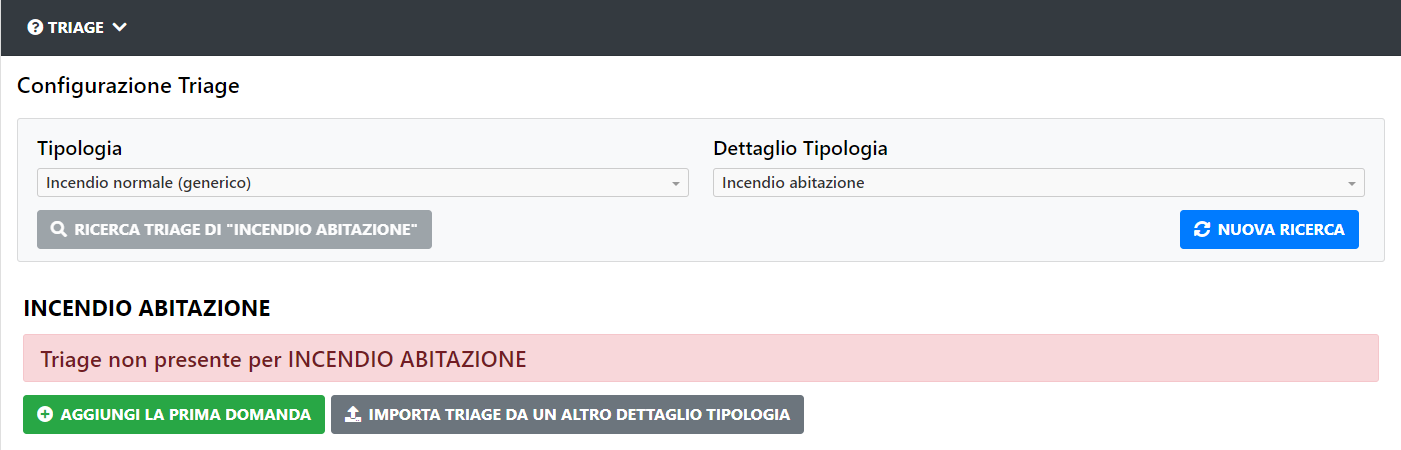 TRIAGE
Configurazione Triage
Tipologia
Incendio normale (generico)
Dettaglio Tipologia
Incendio abitazione
RICERCA TRIAGE DI "INCENDIO ABITAZIONE"
NUOVA RICERCA
INCENDIO ABITAZIONE
Triage non presente per INCENDIO ABITAZIONE
AGGIUNGI LA PRIMA DOMANDA
IMPORTA TRIAGE DA UN ALTRO DETTAGLIO TIPOLOGIA